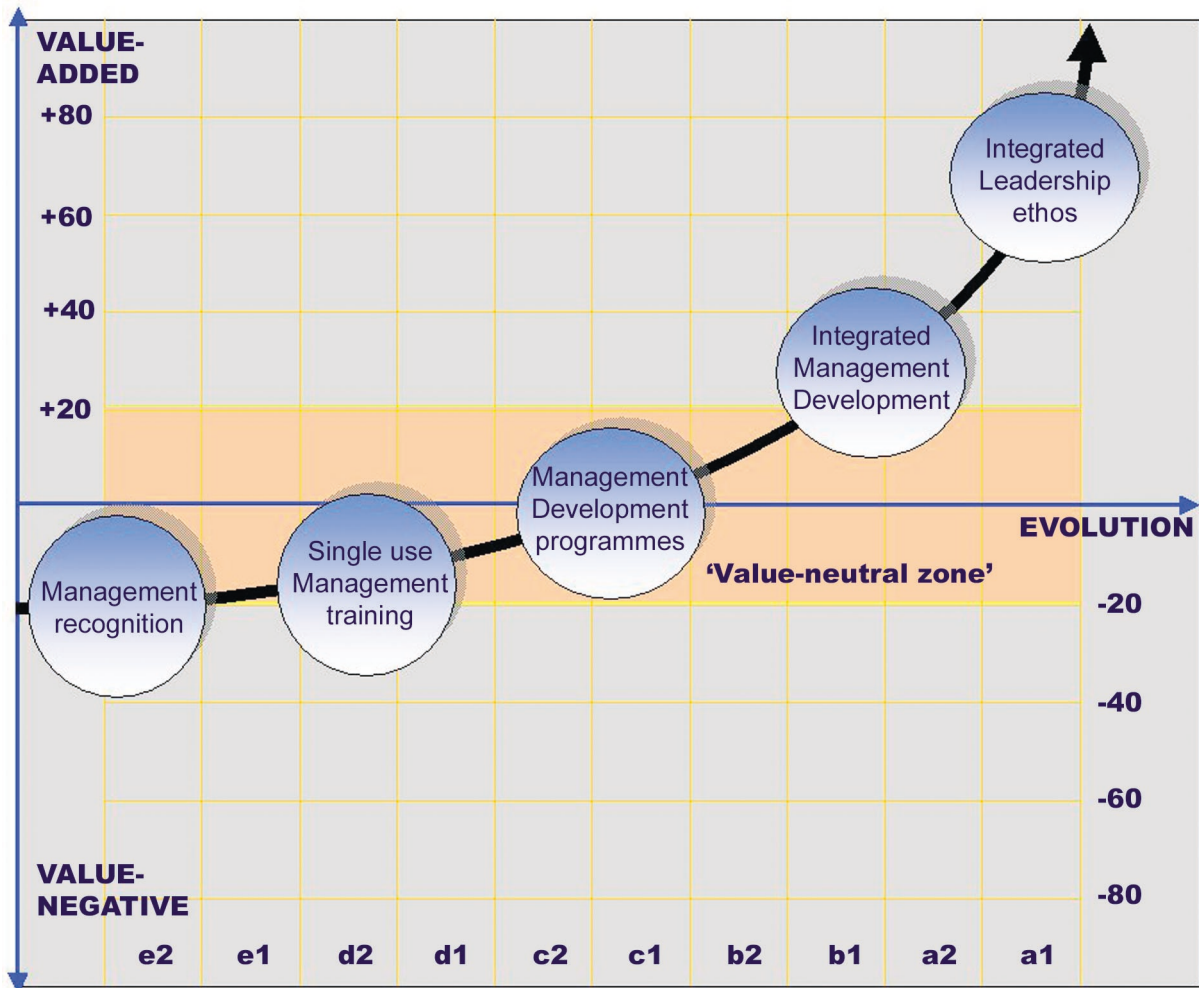 VALUE-
ADDED
+80
Integrated
Leadership
ethos
+60
+40
Integrated
Management
Development
+20
Management
Development
programmes
EVOLUTION
Single use
Management
training
‘Value-neutral zone’
Management
recognition
-20
-40
-60
VALUE-
NEGATIVE
-80
e2 e1 d2 d1 c2 c1 b2 b1 a2 a1